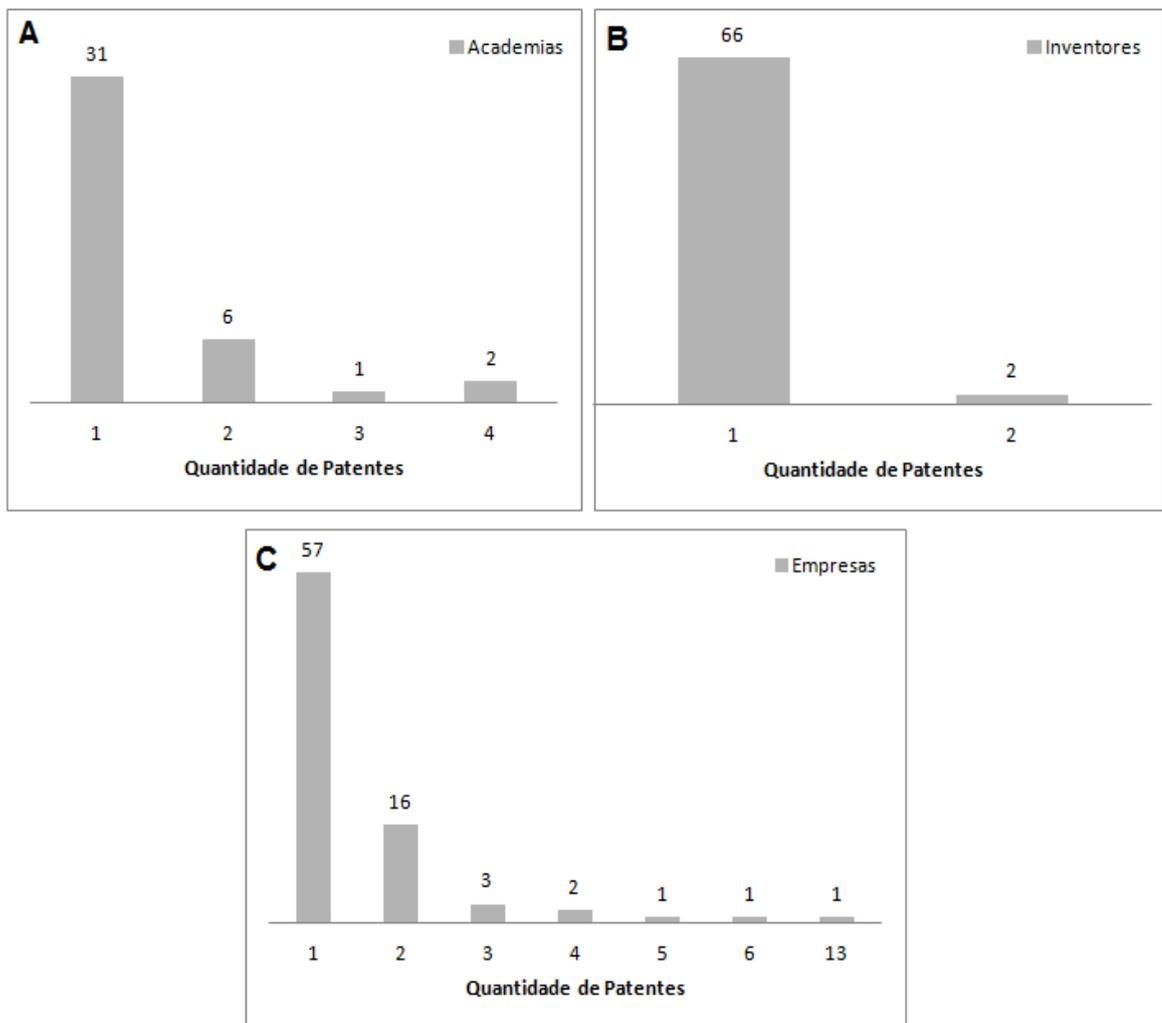 A
Academias
31
6
1
2
1 2 3 4
Quantidade de Patentes
B
Inventores
66
2
1 2
Quantidade de Patentes
C
Empresas
57
16
3
2
1
1
1
1 2 3 4 5 6 13
Quantidade de Patentes